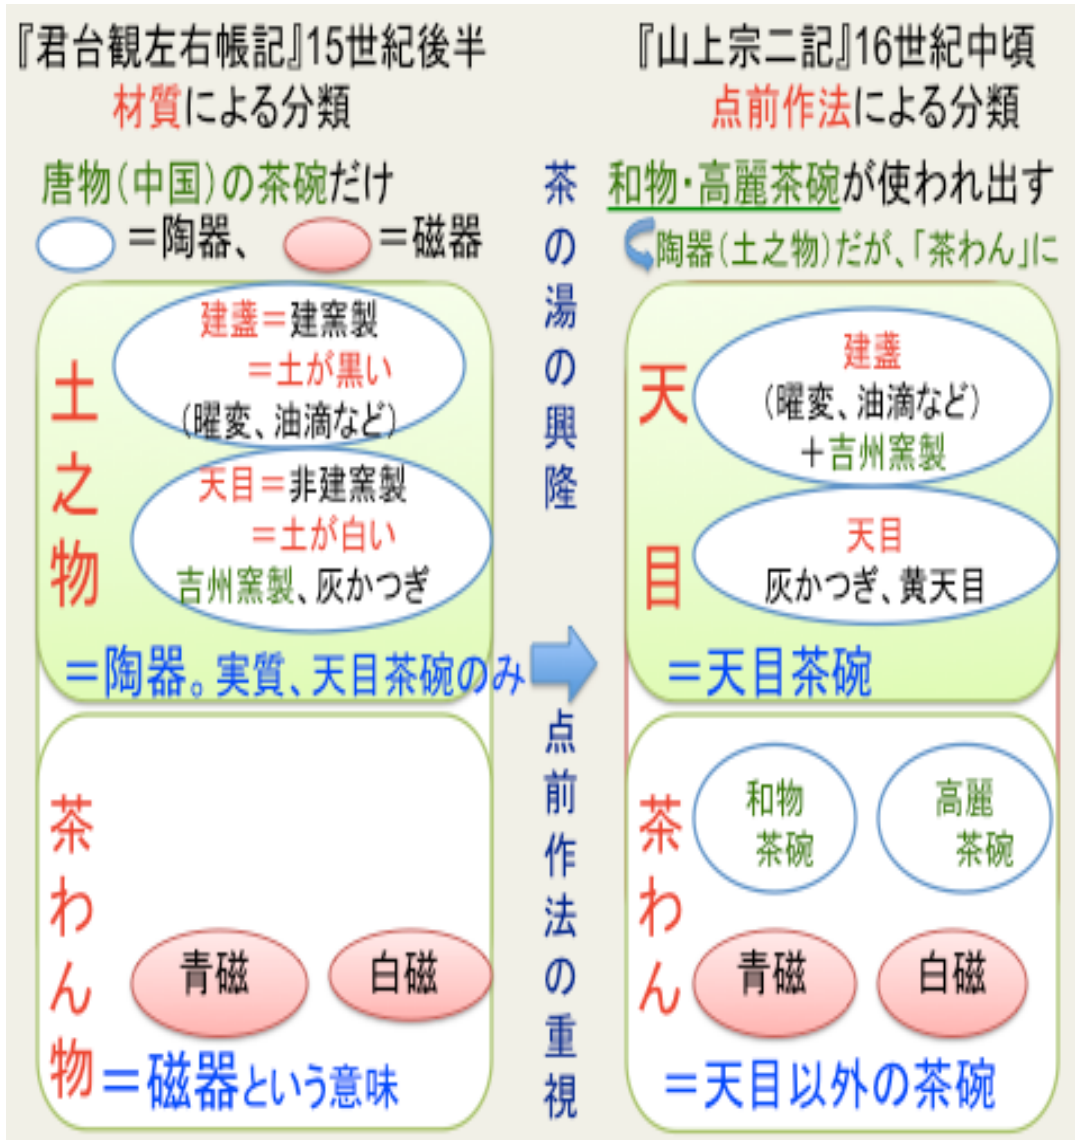 『君台観左右帳記』15世紀後半
材質による分類
唐物(中国)の茶碗だけ
=陶器、 =磁器
土之物
建盞=建窯製
=土が黒い
(曜変、油滴など)
天目=非建窯製
=土が白い
吉州窯製、灰かつぎ
=陶器。実質、天目茶碗のみ
茶わん物
青磁 白磁
=磁器という意味
茶の湯の興隆
点前作法の重視
『山上宗二記』16世紀中頃
点前作法による分類
和物・高麗茶碗が使われ出す
陶器(土之物)だが、「茶わん」に
天目
建盞
(曜変、油滴など)
+吉州窯製
天目
灰かつぎ、黄天目
=天目茶碗
茶わん
和物
茶碗
高麗
茶碗
青磁 白磁
=天目以外の茶碗